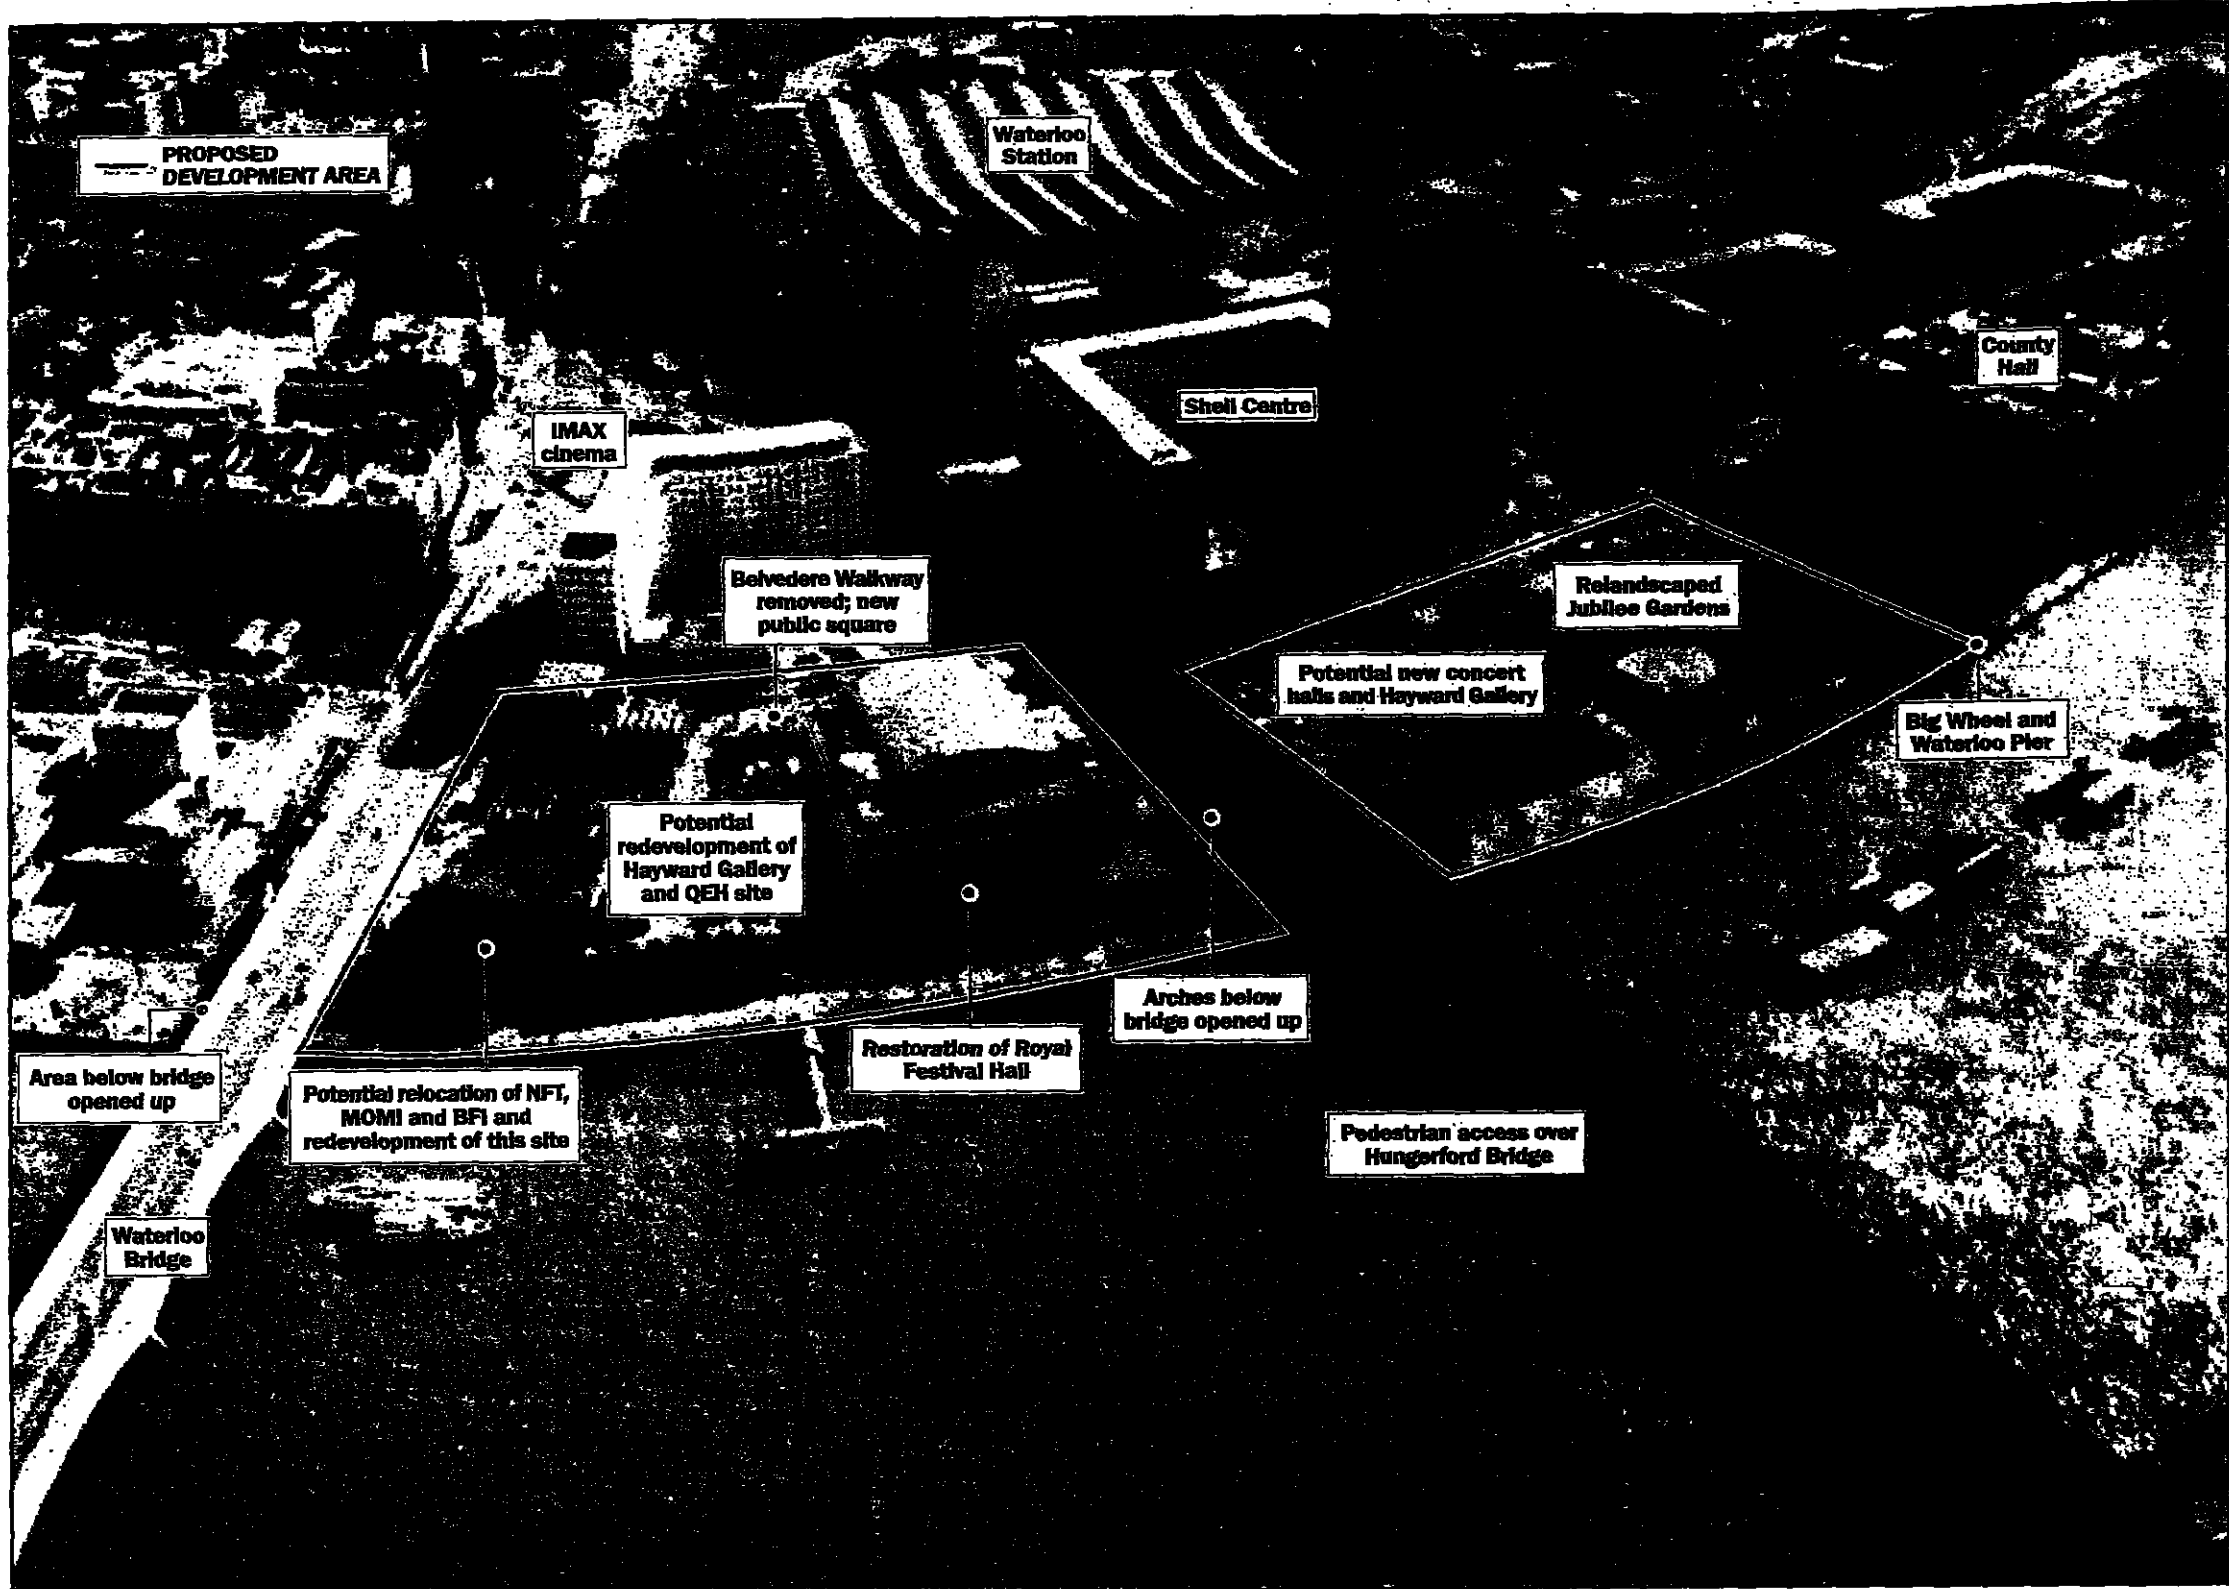 PROPOSED
DEVELOPMENT AREA
Waterloo
Station
County
Hall
Shell Centre
IMAX
cinema
Belvedere Walkway
removed; new
public square
Relandscaped
Jubilee Gardens
Potential new concert
halls and Hayward Gallery
Big Wheel and
Waterloo Pier
Potential
redevelopment of
Hayward Gallery
and QEH site
Arches below
bridge opened up
Restoration of Royal
Festival Hall
Area below bridge
opened up
Potential relocation of NFT,
MOMI and BFI and
redevelopment of this site
Pedestrian access over
Hungerford Bridge
Waterloo
Bridge